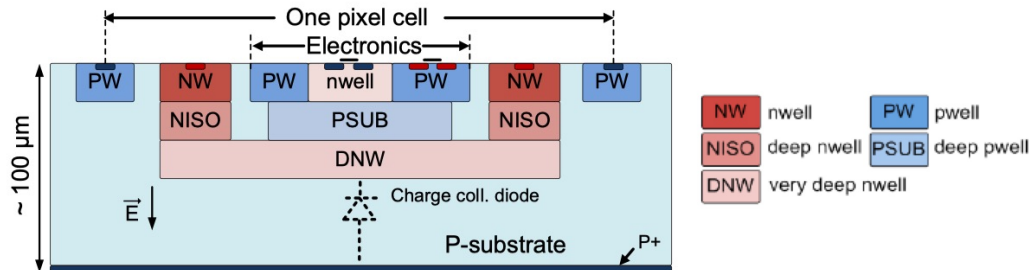 One pixel cell
Electronics
PW NW PW nwell PW NW PW
NISO PSUB NISO
DNW
~ 100 μm
E
Charge coll. diode
P-substrate
P+
NW nwell PW pwell
NISO deep nwell PSUB deep pwell
DNW very deep nwell